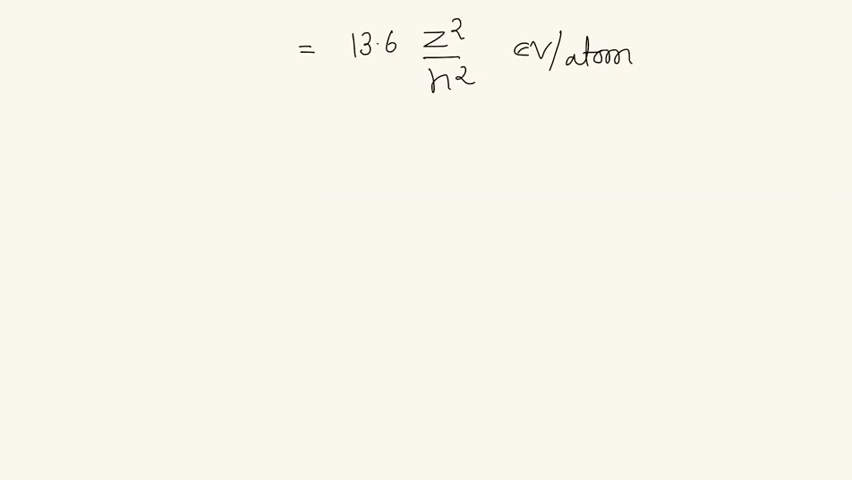 = 13.6 Z²/n² eV/atom